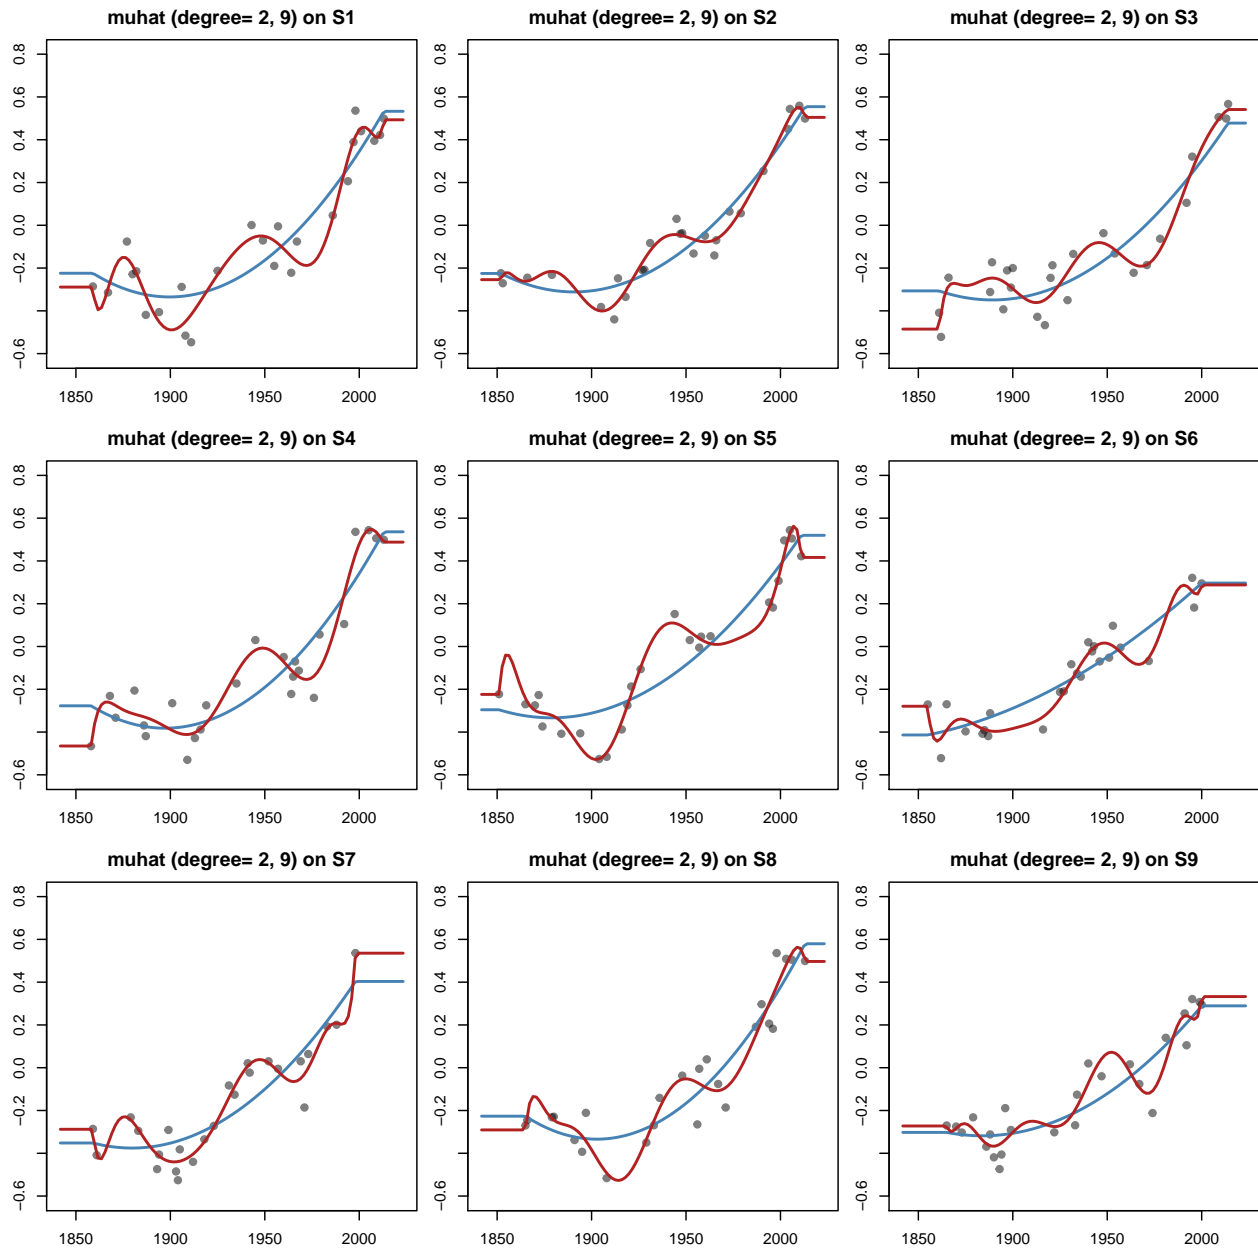 muhat (degree= 2, 9) on S1
−0.6 −0.2 0.0 0.2 0.4 0.6 0.8
1850 1900 1950 2000
muhat (degree= 2, 9) on S2
−0.6 −0.2 0.0 0.2 0.4 0.6 0.8
1850 1900 1950 2000
muhat (degree= 2, 9) on S3
−0.6 −0.2 0.0 0.2 0.4 0.6 0.8
1850 1900 1950 2000
muhat (degree= 2, 9) on S4
−0.6 −0.2 0.0 0.2 0.4 0.6 0.8
1850 1900 1950 2000
muhat (degree= 2, 9) on S5
−0.6 −0.2 0.0 0.2 0.4 0.6 0.8
1850 1900 1950 2000
muhat (degree= 2, 9) on S6
−0.6 −0.2 0.0 0.2 0.4 0.6 0.8
1850 1900 1950 2000
muhat (degree= 2, 9) on S7
−0.6 −0.2 0.0 0.2 0.4 0.6 0.8
1850 1900 1950 2000
muhat (degree= 2, 9) on S8
−0.6 −0.2 0.0 0.2 0.4 0.6 0.8
1850 1900 1950 2000
muhat (degree= 2, 9) on S9
−0.6 −0.2 0.0 0.2 0.4 0.6 0.8
1850 1900 1950 2000